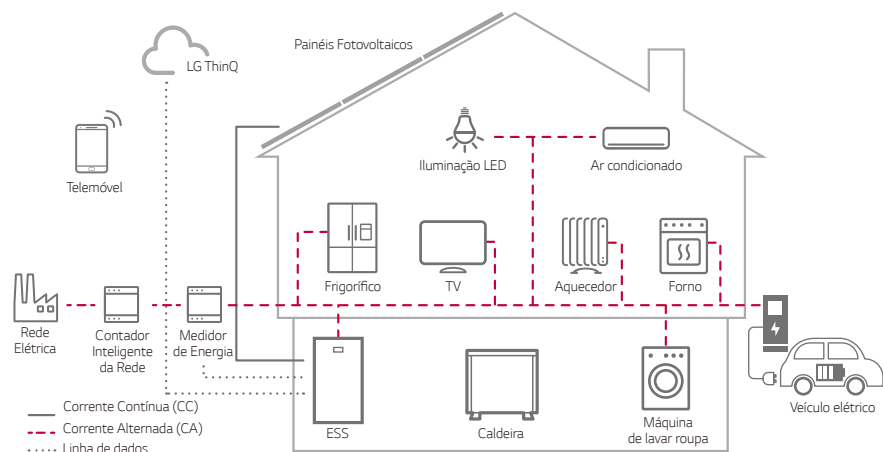 Painéis Fotovoltaicos
LG ThinQ
Telemóvel
Iluminação LED
Ar condicionado
Frigorífico
TV
Aquecedor
Forno
Rede
Elétrica
Contador
Inteligente
da Rede
Medidor
de Energia
Veículo elétrico
ESS
Caldeira
Máquina
de lavar roupa
Corrente Contínua (CC)
Corrente Alternada (CA)
Linha de dados